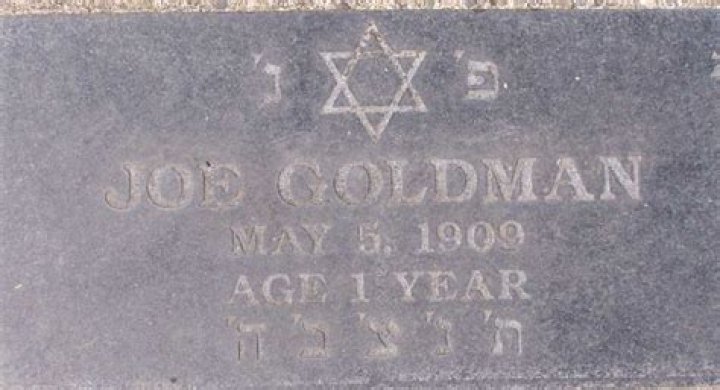 פ' נ'
JOE GOLDMAN
MAY 5, 1909
AGE 1 YEAR
ת' נ' צ' ב' ה'